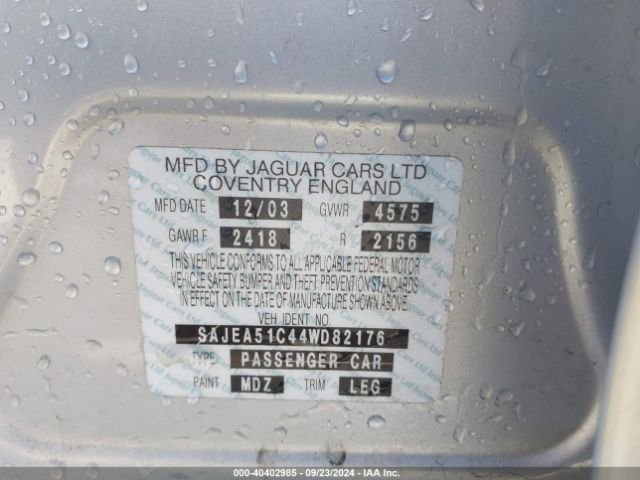 MFD BY JAGUAR CARS LTD
COVENTRY ENGLAND
MFD DATE 12/03 GVWR 4575
GAWR F 2418 R 2156
THIS VEHICLE CONFORMS TO ALL APPLICABLE FEDERAL MOTOR
VEHICLE SAFETY BUMPER AND THEFT PREVENTION STANDARDS
IN EFFECT ON THE DATE OF MANUFACTURE SHOWN ABOVE.
VEH IDENT NO.
SAJEA51C44WD82176
TYPE PASSENGER CAR
PAINT MDZ TRIM LEG
000-40402985 - 09/23/2024 - IAA Inc.